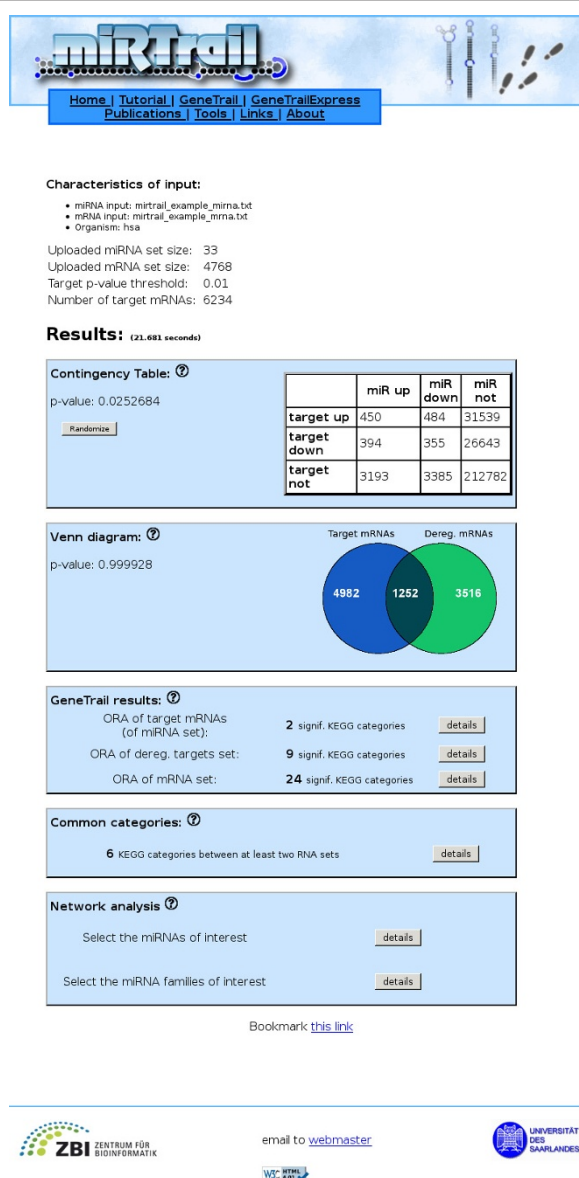 miRTrail
Home | Tutorial | GeneTrail | GeneTrailExpress
Publications | Tools | Links | About
Characteristics of input:
• miRNA input: mirtrail_example_mirna.txt
• mRNA input: mirtrail_example_mrna.txt
• Organism: hsa
Uploaded miRNA set size: 33
Uploaded mRNA set size: 4768
Target p-value threshold: 0.01
Number of target mRNAs: 6234
Results: (21.681 seconds)
Contingency Table: ?
p-value: 0.0252684
Randomize
miR up miR down miR not
target up 450 484 31539
target down 394 355 26643
target not 3193 3385 212782
Venn diagram: ?
p-value: 0.999928
Target mRNAs Dereg. mRNAs
4982 1252 3516
GeneTrail results: ?
ORA of target mRNAs
(of miRNA set):
2 signif. KEGG categories details
ORA of dereg. targets set: 9 signif. KEGG categories details
ORA of mRNA set: 24 signif. KEGG categories details
Common categories: ?
6 KEGG categories between at least two RNA sets details
Network analysis ?
Select the miRNAs of interest details
Select the miRNA families of interest details
Bookmark this link
ZBI ZENTRUM FÜR
BIOINFORMATIK
email to webmaster
UNIVERSITÄT
DES
SAARLANDES
W3C HTML